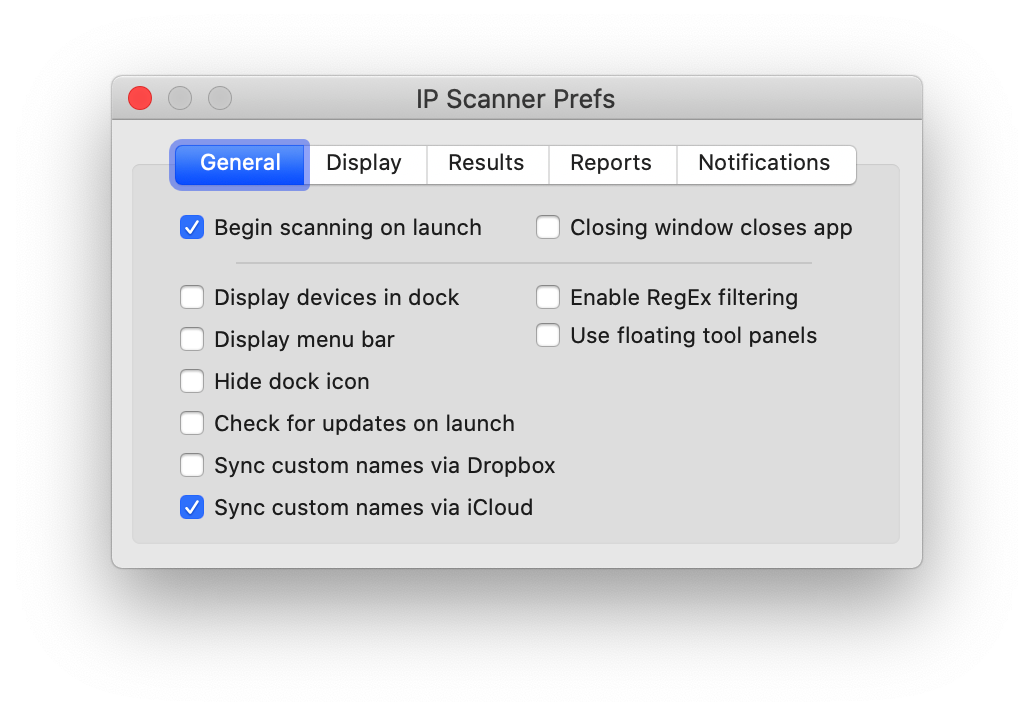 IP Scanner Prefs
General Display Results Reports Notifications
Begin scanning on launch Closing window closes app
Display devices in dock Enable RegEx filtering
Display menu bar Use floating tool panels
Hide dock icon
Check for updates on launch
Sync custom names via Dropbox
Sync custom names via iCloud